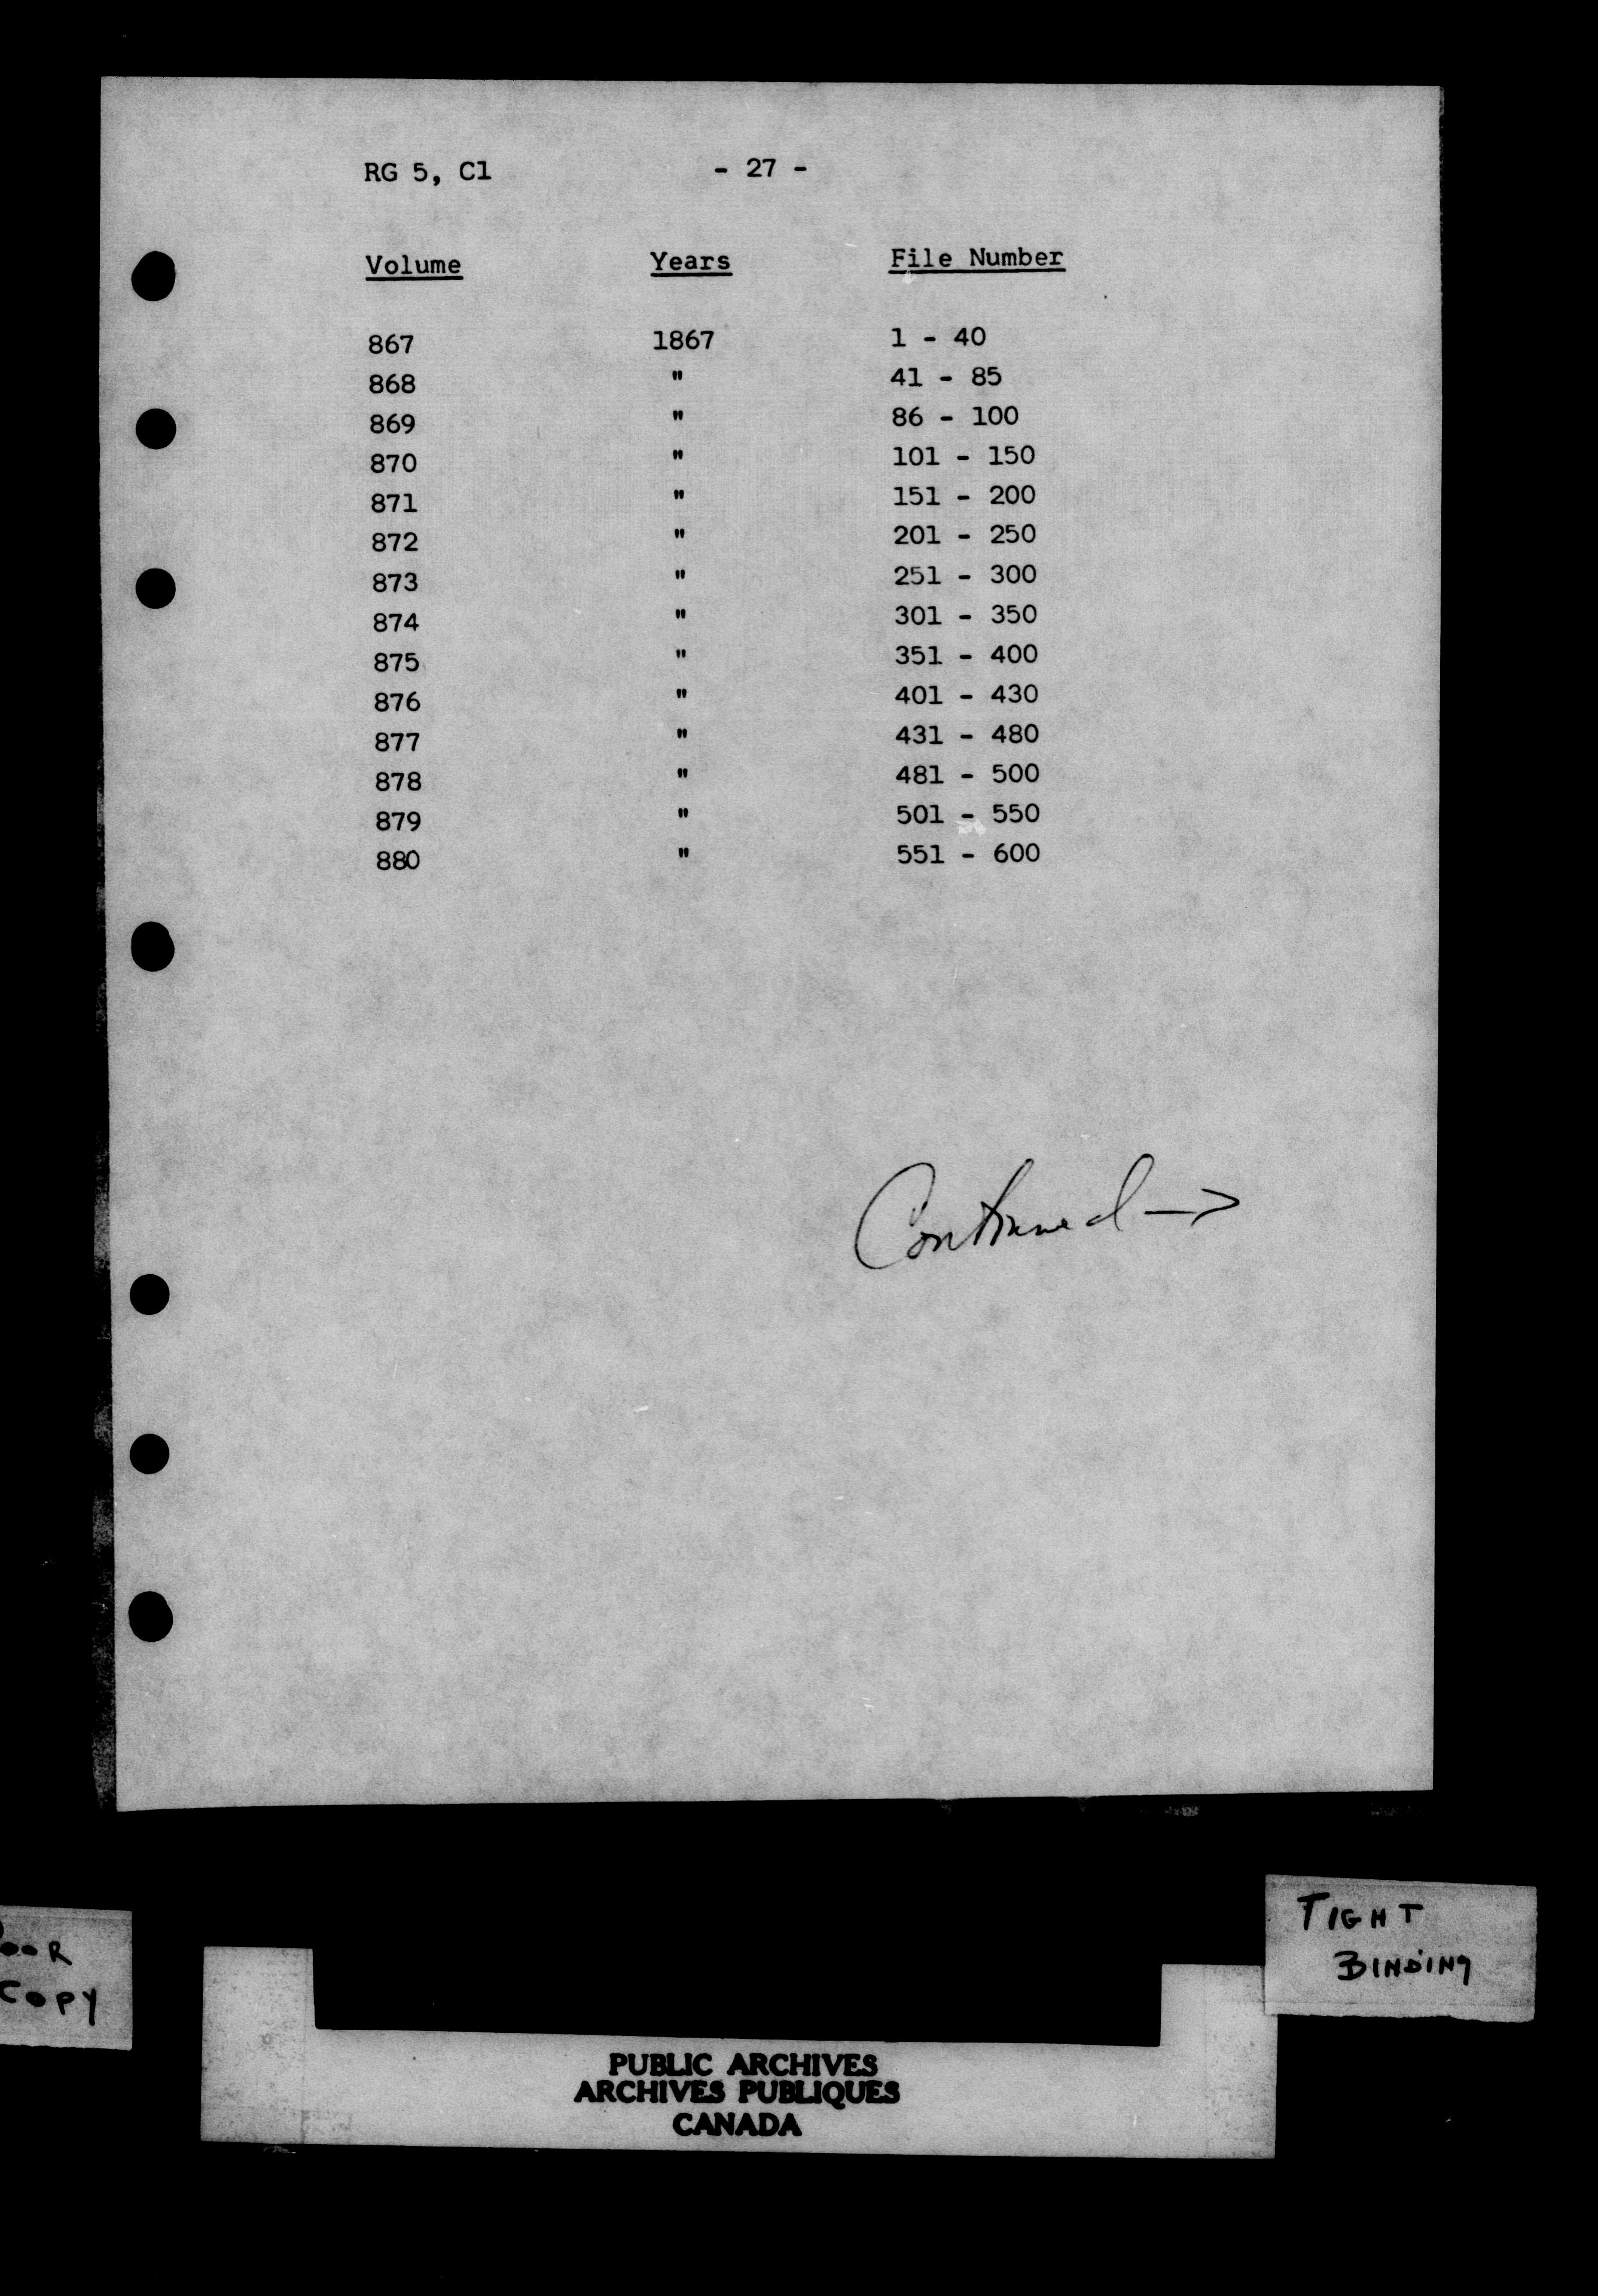 RG 5, C1 - 27 -
Volume Years File Number
867 1867 1 - 40
868 " 41 - 85
869 " 86 - 100
870 " 101 - 150
871 " 151 - 200
872 " 201 - 250
873 " 251 - 300
874 " 301 - 350
875 " 351 - 400
876 " 401 - 430
877 " 431 - 480
878 " 481 - 500
879 " 501 - 550
880 " 551 - 600
Continued →
TIGHT
BINDING
OOR
COPY
PUBLIC ARCHIVES
ARCHIVES PUBLIQUES
CANADA